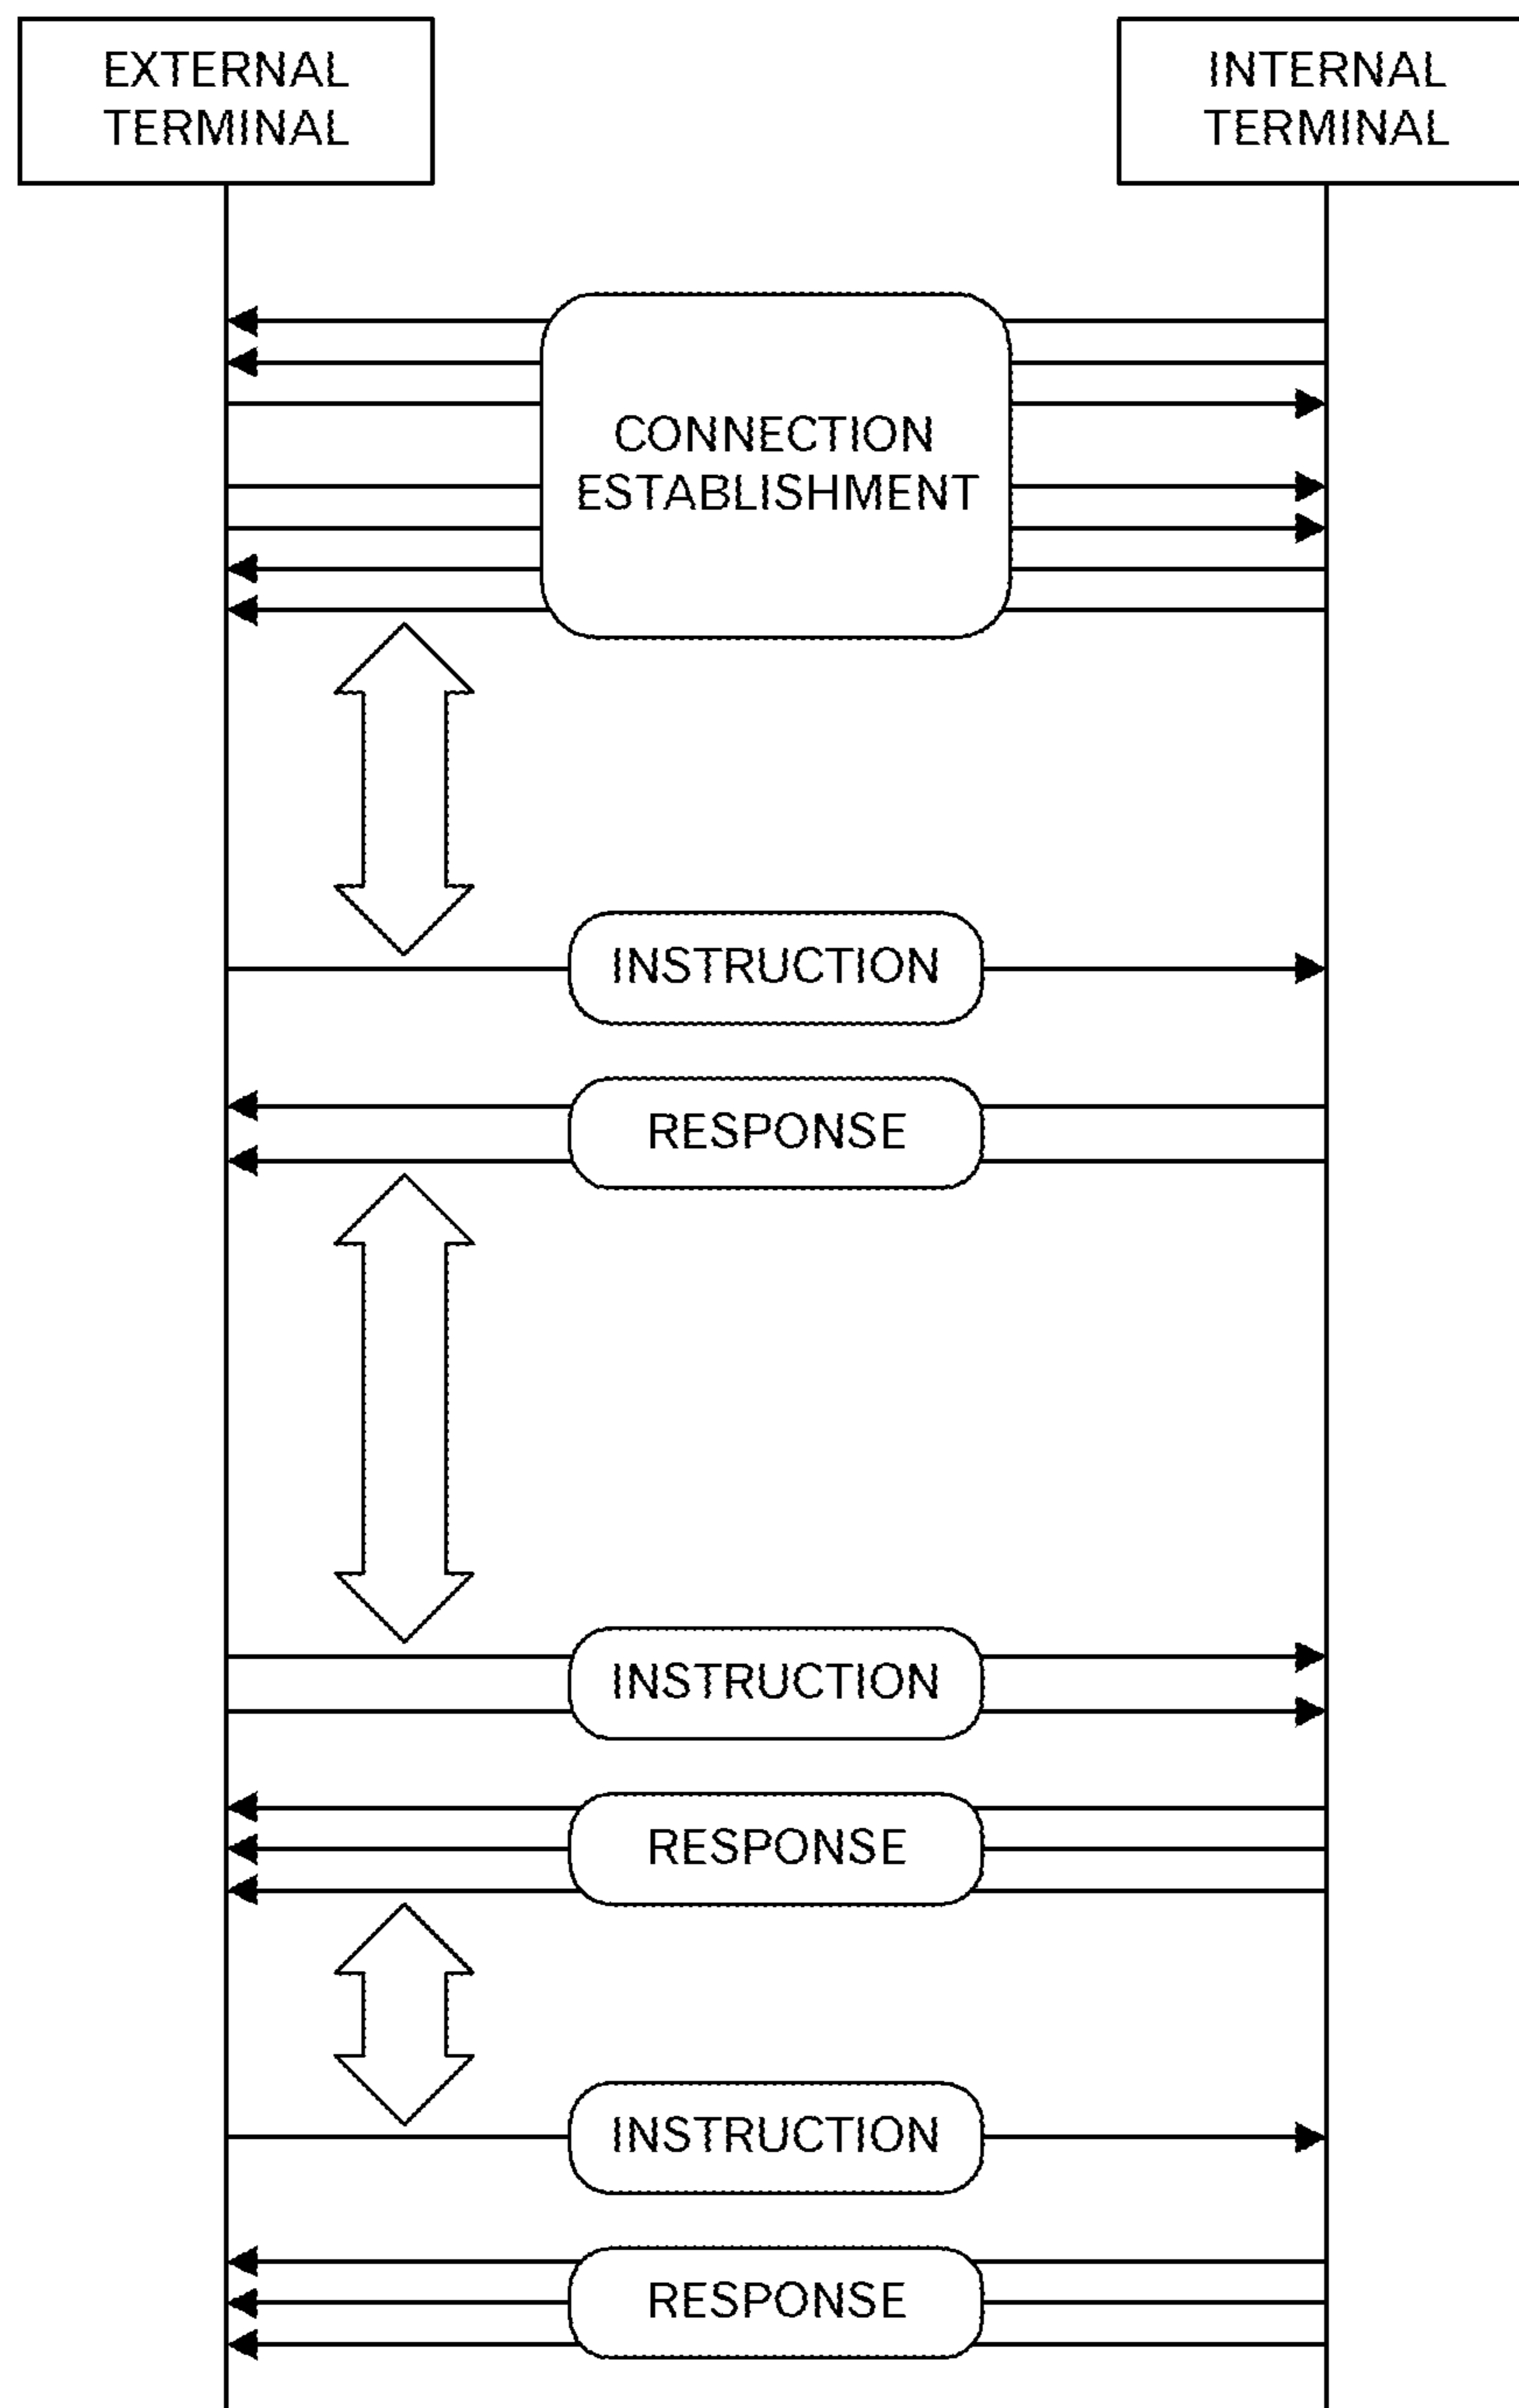 EXTERNAL
TERMINAL
INTERNAL
TERMINAL
CONNECTION
ESTABLISHMENT
INSTRUCTION
RESPONSE
INSTRUCTION
RESPONSE
INSTRUCTION
RESPONSE